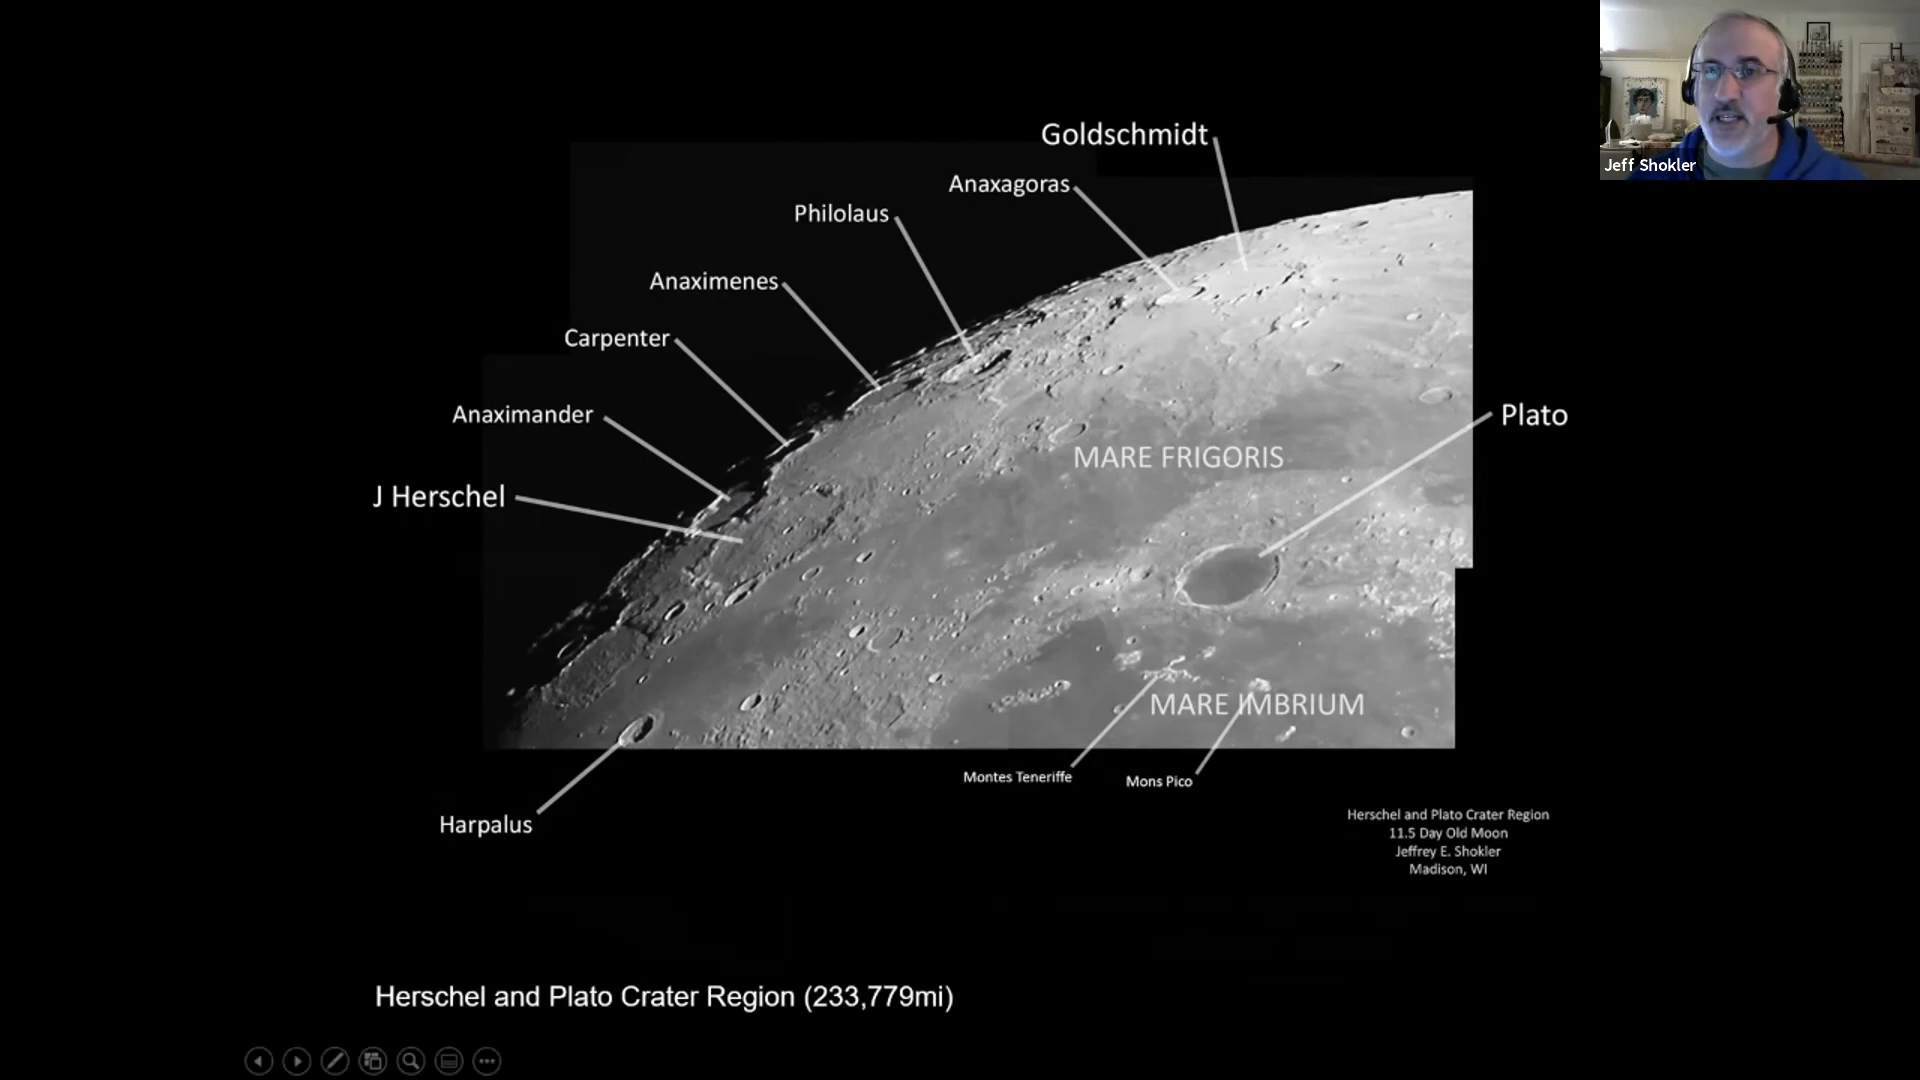 Jeff Shokler
Goldschmidt
Anaxagoras
Philolaus
Anaximenes
Carpenter
Anaximander
Plato
MARE FRIGORIS
J Herschel
MARE IMBRIUM
Montes Teneriffe
Mons Pico
Harpalus
Herschel and Plato Crater Region
11.5 Day Old Moon
Jeffrey E. Shokler
Madison, WI
Herschel and Plato Crater Region (233,779mi)